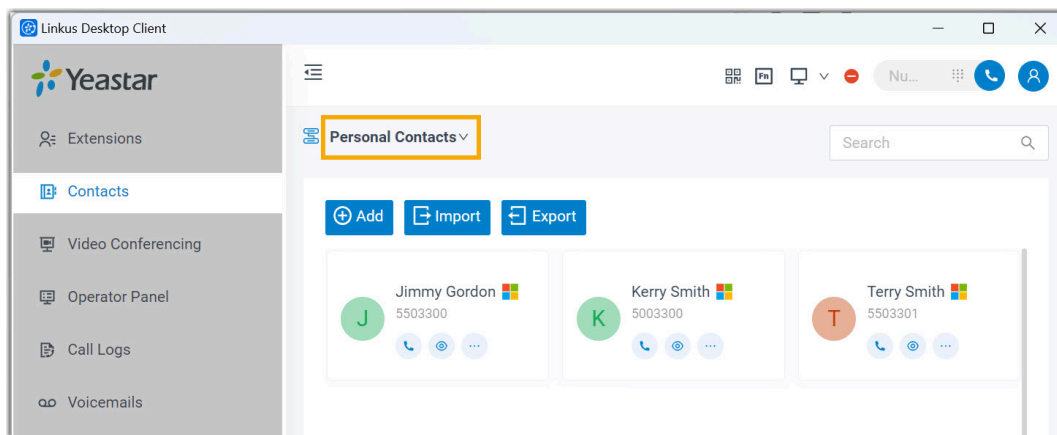 Linkus Desktop Client
Yeastar
Fn
Nu...
Extensions
Contacts
Video Conferencing
Operator Panel
Call Logs
Voicemails
Personal Contacts
Search
Add
Import
Export
J
Jimmy Gordon
5503300
K
Kerry Smith
5003300
T
Terry Smith
5503301